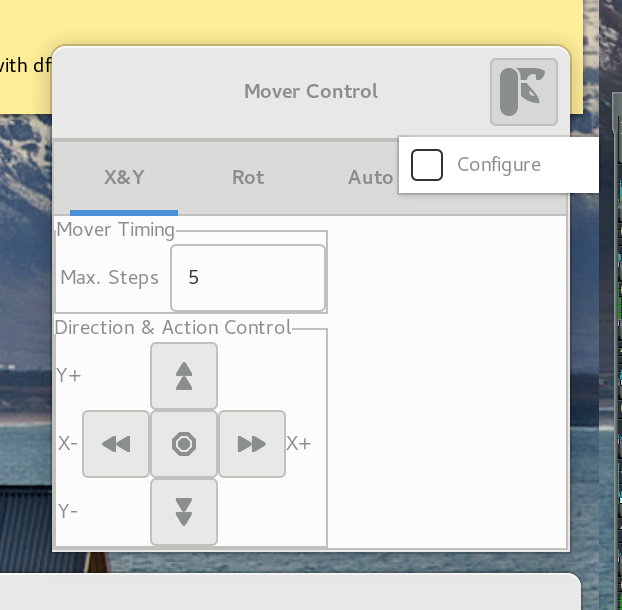 with df
Mover Control
Configure
X&Y Rot Auto
Mover Timing
Max. Steps 5
Direction & Action Control
Y+
X- X+
Y-